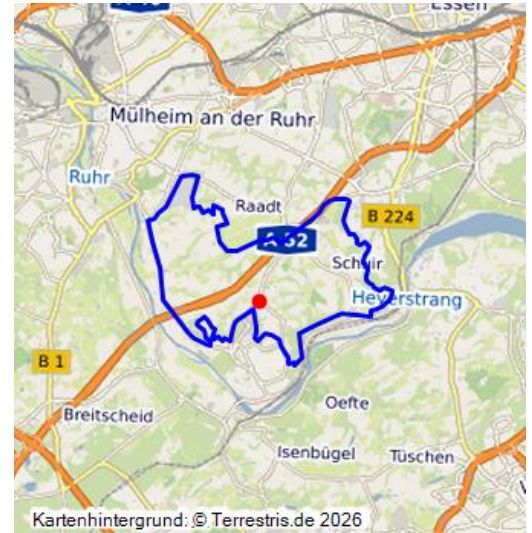 Essen
Mülheim an der Ruhr
Ruhr
Raadt
B 224
A 52
Schuir
Heyerstrang
B 1
Breitscheid
Oefte
Isenbügel
Tüschen
Kartenhintergrund: © Terrestris.de 2026